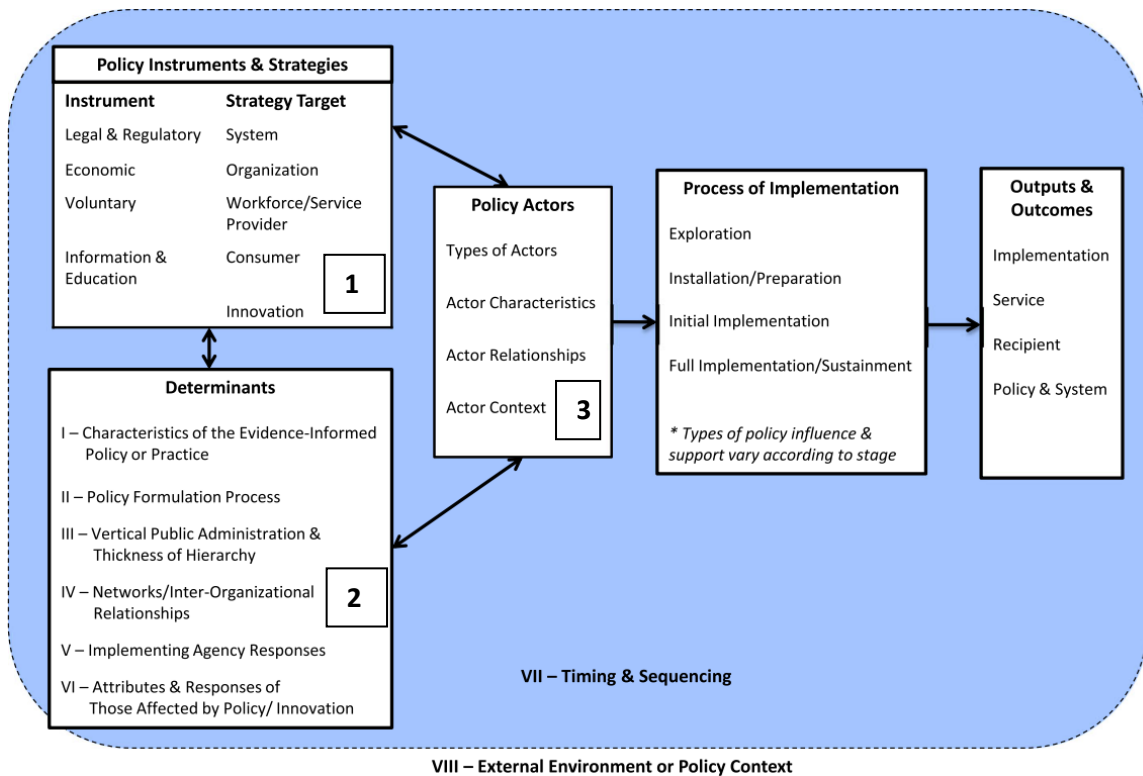 Policy Instruments & Strategies
Instrument
Strategy Target
Legal & Regulatory
System
Economic
Organization
Voluntary
Workforce/Service
Provider
Information &
Education
Consumer
Innovation
1
Determinants
I – Characteristics of the Evidence-Informed
Policy or Practice
II – Policy Formulation Process
III – Vertical Public Administration &
Thickness of Hierarchy
IV – Networks/Inter-Organizational
Relationships
2
V – Implementing Agency Responses
VI – Attributes & Responses of
Those Affected by Policy/ Innovation
Policy Actors
Types of Actors
Actor Characteristics
Actor Relationships
Actor Context
3
Process of Implementation
Exploration
Installation/Preparation
Initial Implementation
Full Implementation/Sustainment
* Types of policy influence &
support vary according to stage
Outputs &
Outcomes
Implementation
Service
Recipient
Policy & System
VII – Timing & Sequencing
VIII – External Environment or Policy Context